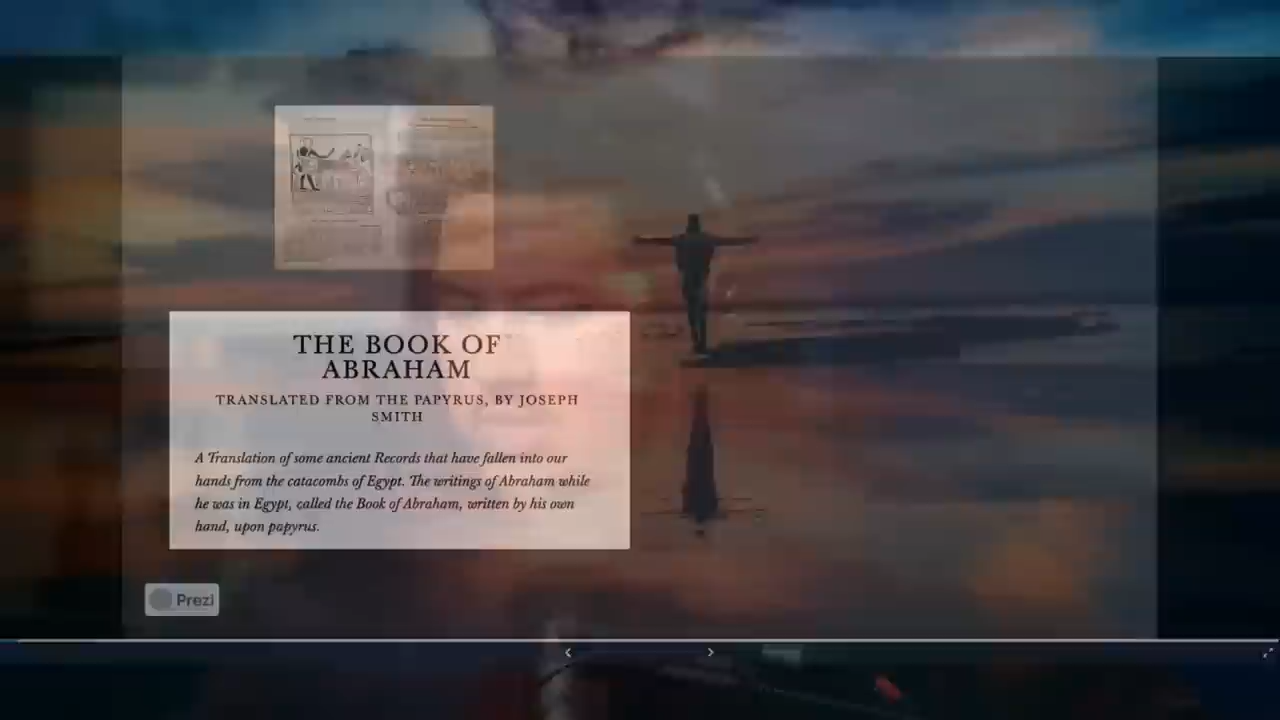 THE BOOK OF
ABRAHAM
TRANSLATED FROM THE PAPYRUS, BY JOSEPH
SMITH
A Translation of some ancient Records that have fallen into our
hands from the catacombs of Egypt. The writings of Abraham while
he was in Egypt, called the Book of Abraham, written by his own
hand, upon papyrus.
Prezi